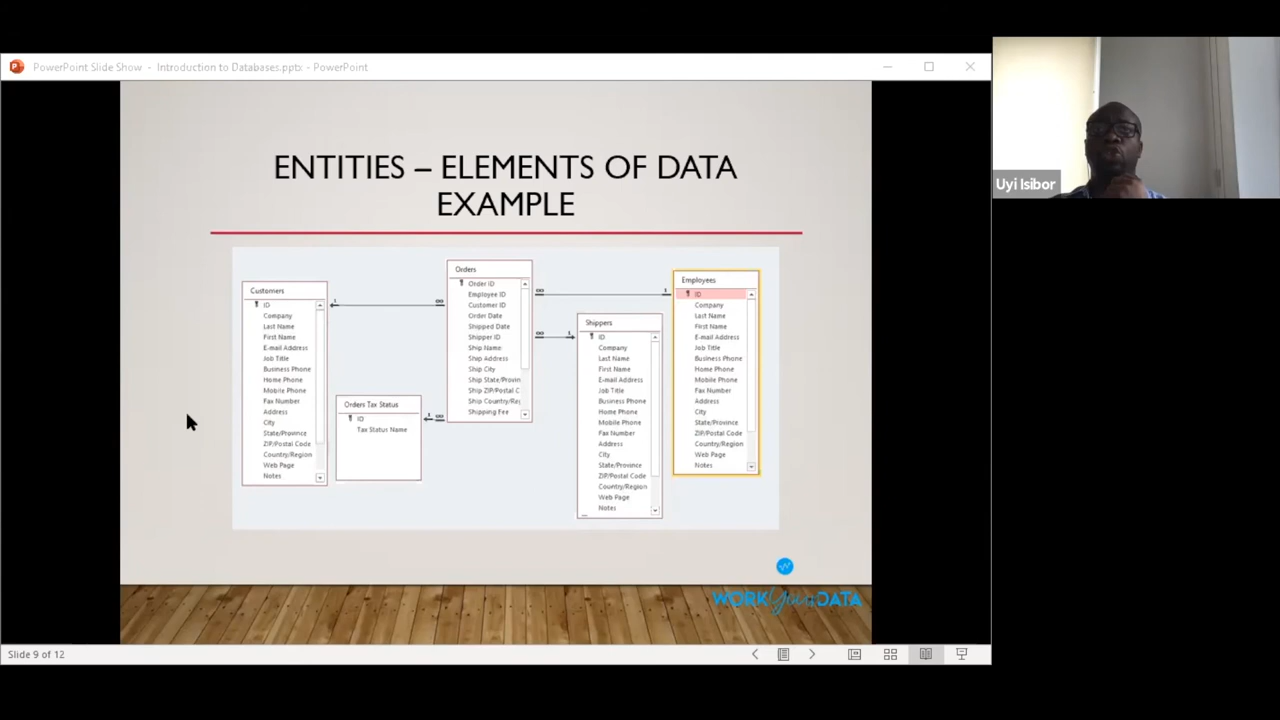 PowerPoint Slide Show - Introduction to Databases.pptx - PowerPoint
Uyi Isibor
ENTITIES – ELEMENTS OF DATA
EXAMPLE
Customers
ID
Company
Last Name
First Name
E-mail Address
Job Title
Business Phone
Home Phone
Mobile Phone
Fax Number
Address
City
State/Province
ZIP/Postal Code
Country/Region
Web Page
Notes
1
∞
Orders Tax Status
ID
Tax Status Name
1
∞
Orders
Order ID
Employee ID
Customer ID
Order Date
Shipped Date
Shipper ID
Ship Name
Ship Address
Ship City
Ship State/Provin
Ship ZIP/Postal C
Ship Country/Reg
Shipping Fee
∞
1
∞
1
Shippers
ID
Company
Last Name
First Name
E-mail Address
Job Title
Business Phone
Home Phone
Mobile Phone
Fax Number
Address
City
State/Province
ZIP/Postal Code
Country/Region
Web Page
Notes
Employees
ID
Company
Last Name
First Name
E-mail Address
Job Title
Business Phone
Home Phone
Mobile Phone
Fax Number
Address
City
State/Province
ZIP/Postal Code
Country/Region
Web Page
Notes
WORK Your DATA
Slide 9 of 12